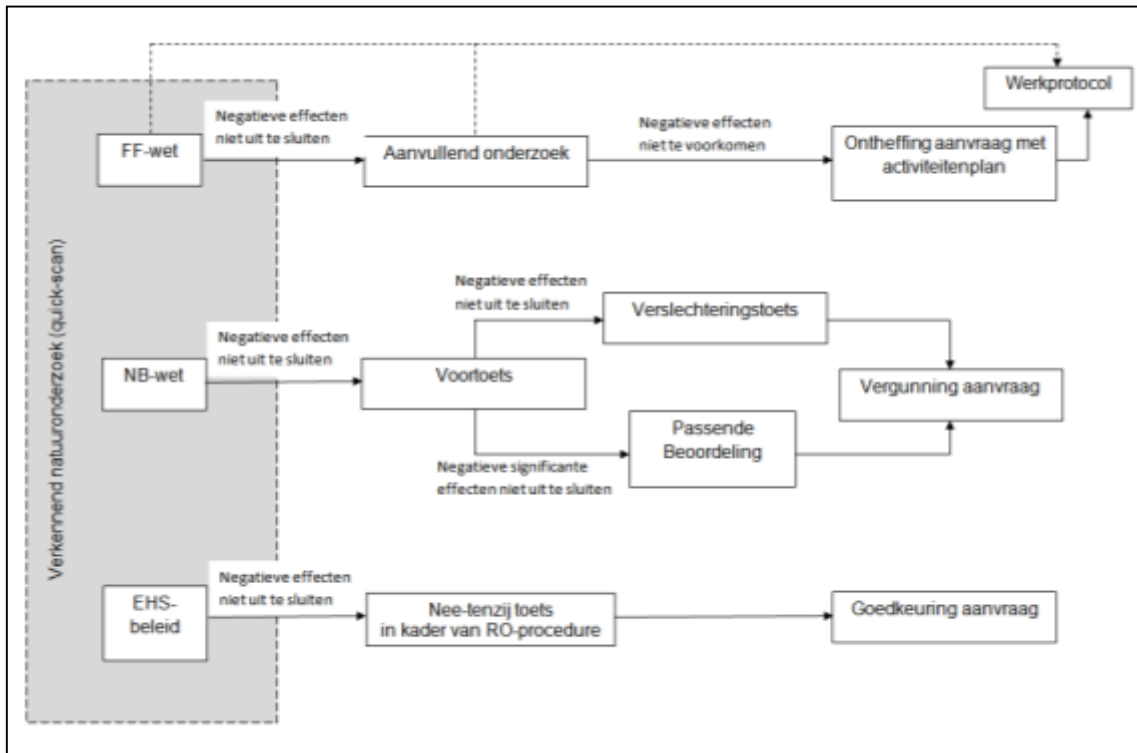 Werkprotocol
Negatieve effecten
niet uit te sluiten
Negatieve effecten
niet te voorkomen
FF-wet
Aanvullend onderzoek
Ontheffing aanvraag met
activiteitenplan
Verkennend natuuronderzoek (quick-scan)
Negatieve effecten
niet uit te sluiten
Verslechteringstoets
Negatieve effecten
niet uit te sluiten
NB-wet
Voortoets
Vergunning aanvraag
Passende
Beoordeling
Negatieve significante
effecten niet uit te sluiten
Negatieve effecten
niet uit te sluiten
EHS-
beleid
Nee-tenzij toets
in kader van RO-procedure
Goedkeuring aanvraag